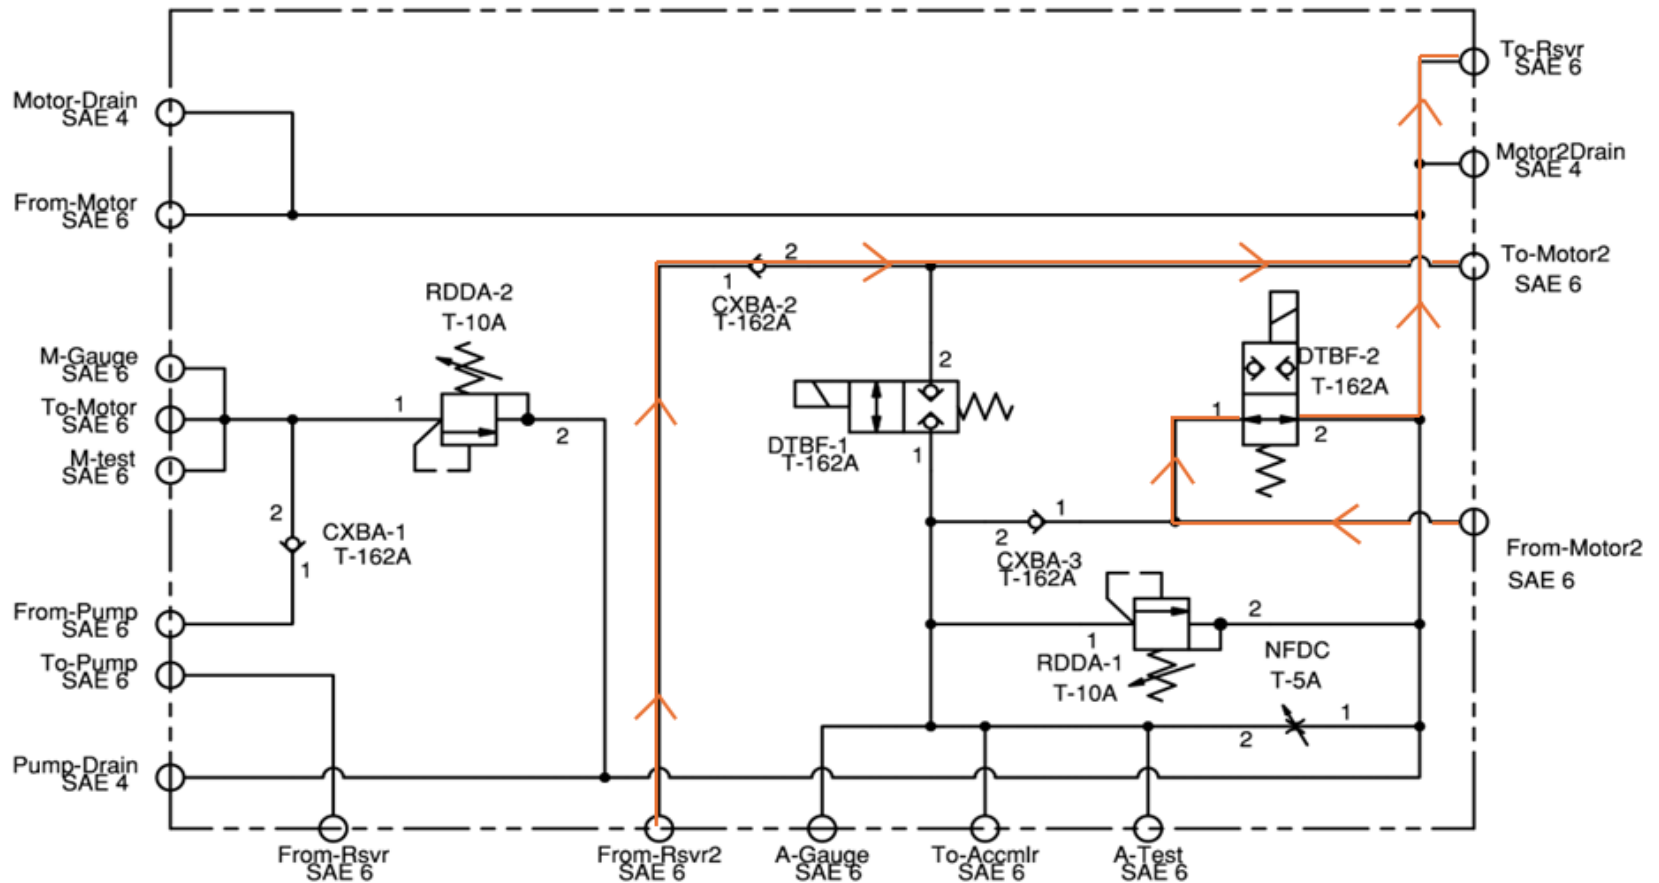 To-Rsvr
SAE 6
Motor-Drain
SAE 4
Motor2Drain
SAE 4
From-Motor
SAE 6
To-Motor2
SAE 6
2
1
CXBA-2
T-162A
RDDA-2
T-10A
M-Gauge
SAE 6
To-Motor
SAE 6
M-test
SAE 6
1
2
2
DTBF-1
T-162A
1
DTBF-2
T-162A
1
2
2
CXBA-1
T-162A
1
1
2
CXBA-3
T-162A
From-Motor2
SAE 6
From-Pump
SAE 6
To-Pump
SAE 6
2
1
RDDA-1
T-10A
NFDC
T-5A
1
2
Pump-Drain
SAE 4
From-Rsvr
SAE 6
From-Rsvr2
SAE 6
A-Gauge
SAE 6
To-Accmlr
SAE 6
A-Test
SAE 6